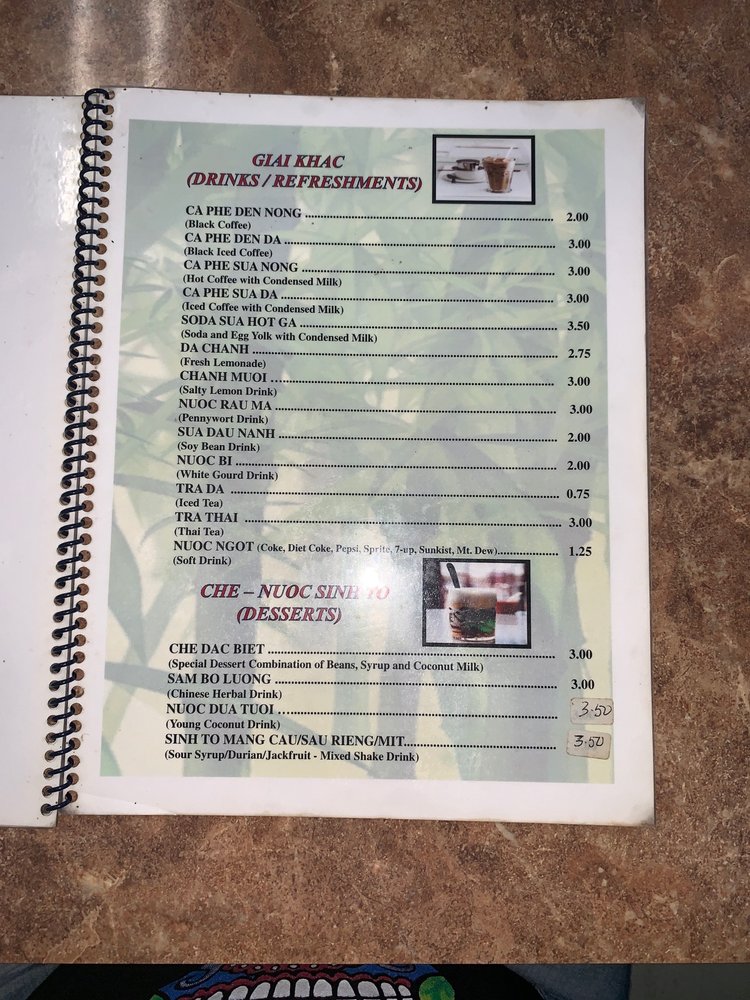 GIAI KHAC
(DRINKS / REFRESHMENTS)
CA PHE DEN NONG ........ 2.00
(Black Coffee)
CA PHE DEN DA ........ 3.00
(Black Iced Coffee)
CA PHE SUA NONG ........ 3.00
(Hot Coffee with Condensed Milk)
CA PHE SUA DA ........ 3.00
(Iced Coffee with Condensed Milk)
SODA SUA HOT GA ........ 3.50
(Soda and Egg Yolk with Condensed Milk)
DA CHANH ........ 2.75
(Fresh Lemonade)
CHANH MUOI ........ 3.00
(Salty Lemon Drink)
NUOC RAU MA ........ 3.00
(Pennywort Drink)
SUA DAU NANH ........ 2.00
(Soy Bean Drink)
NUOC BI ........ 2.00
(White Gourd Drink)
TRA DA ........ 0.75
(Iced Tea)
TRA THAI ........ 3.00
(Thai Tea)
NUOC NGOT (Coke, Diet Coke, Pepsi, Sprite, 7-up, Sunkist, Mt. Dew)........ 1.25
(Soft Drink)
CHE – NUOC SINH TO
(DESSERTS)
CHE DAC BIET ........ 3.00
(Special Dessert Combination of Beans, Syrup and Coconut Milk)
SAM BO LUONG ........ 3.00
(Chinese Herbal Drink)
NUOC DUA TUOI ........ 3.50
(Young Coconut Drink)
SINH TO MANG CAU/SAU RIENG/MIT........ 3.50
(Sour Syrup/Durian/Jackfruit - Mixed Shake Drink)